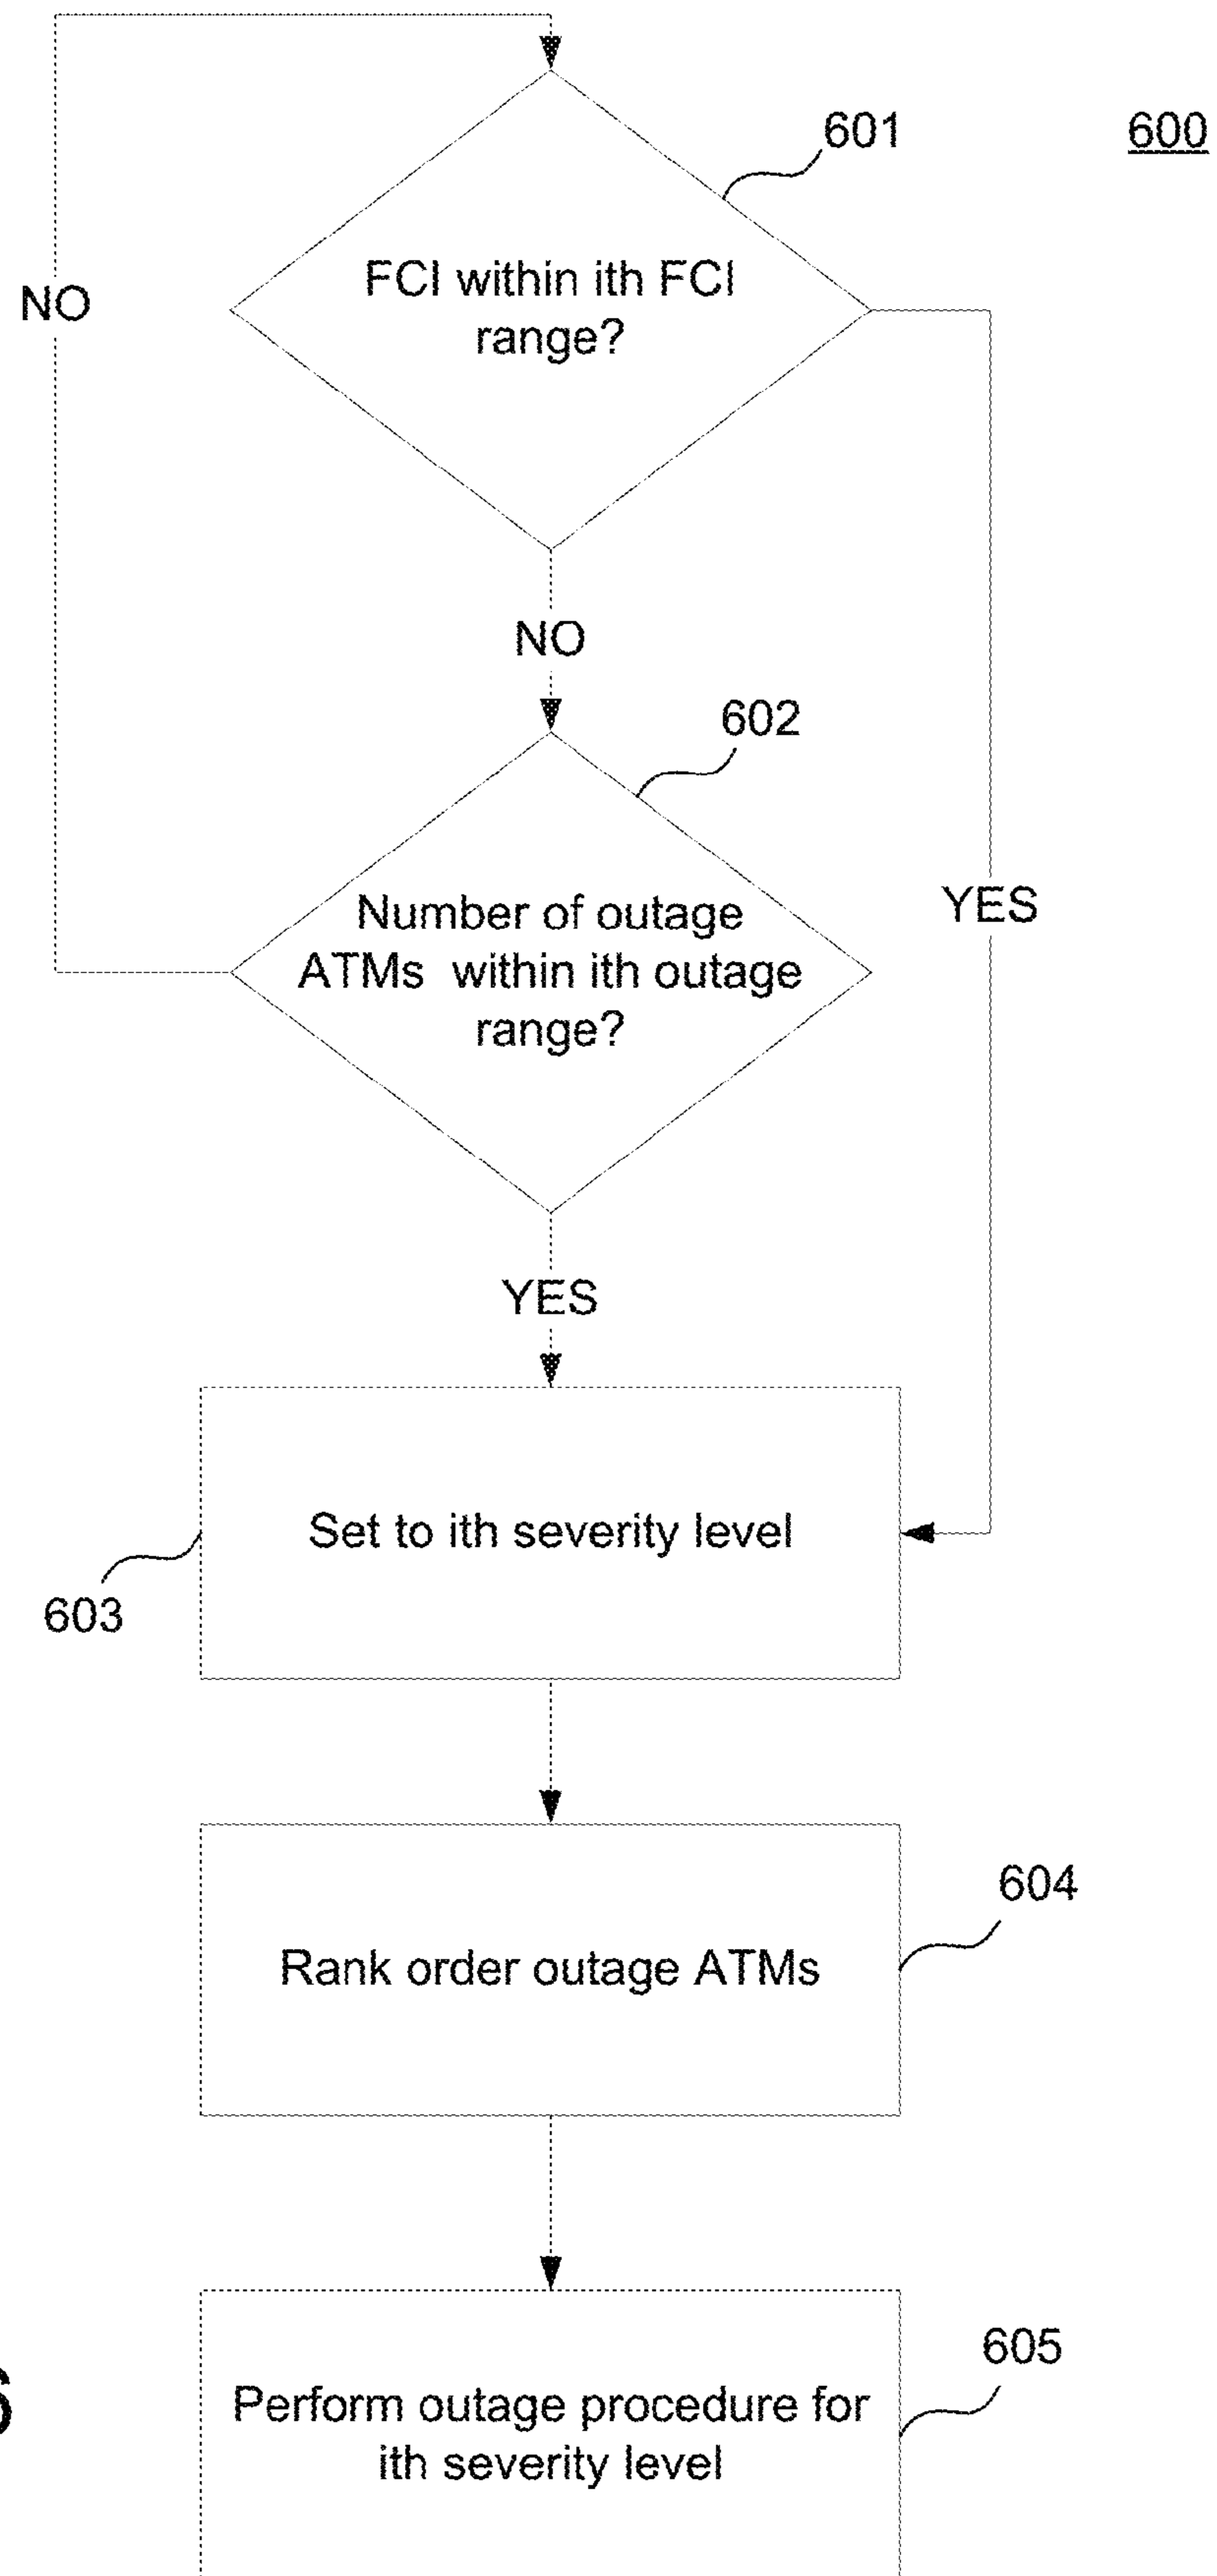 601
600
FCI within ith FCI
range?
NO
NO
602
Number of outage
ATMs within ith outage
range?
YES
YES
Set to ith severity level
603
604
Rank order outage ATMs
605
Perform outage procedure for
ith severity level